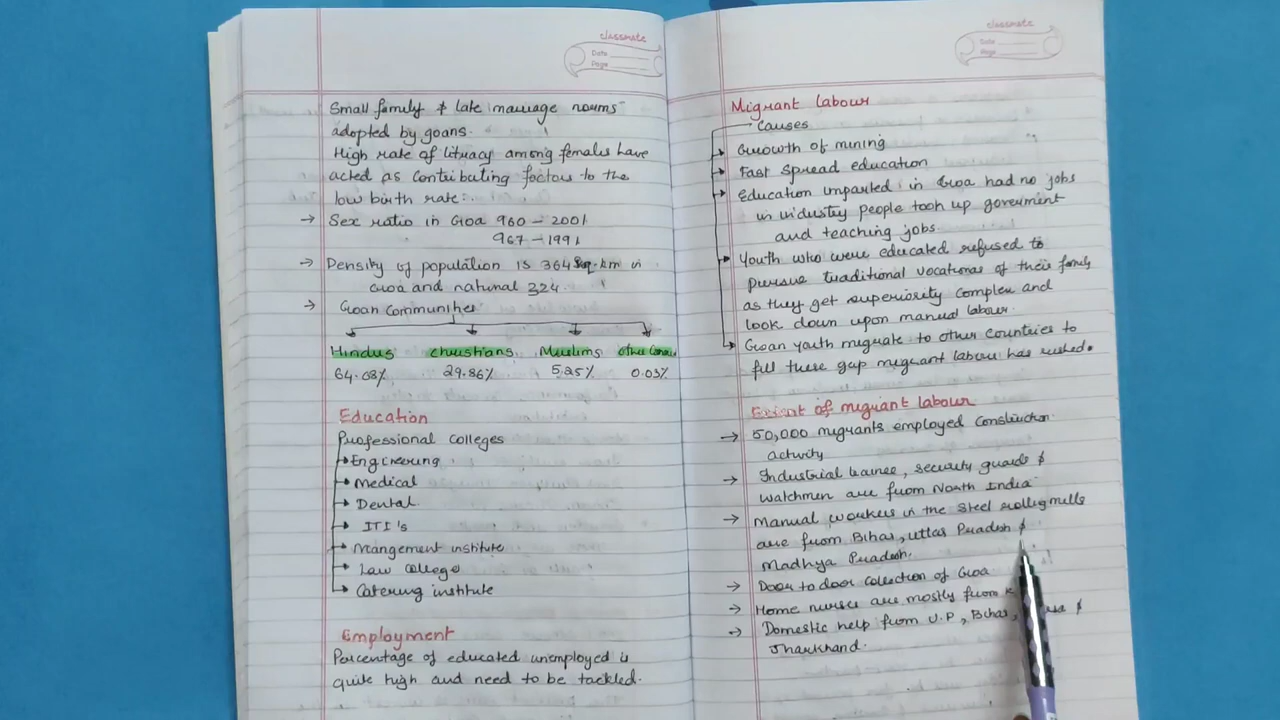 classmate
Date
Page
Small family & late marriage norms
adopted by goans.
High rate of literacy among females have
acted as contributing factors to the
low birth rate.
→ Sex ratio in Goa 960 - 2001
967 - 1991
→ Density of population is 364 sq.km in
Goa and natural 324.
→ Goan Communities
Hindus Christians Muslims other
64.68% 29.86% 5.25% 0.03%
Education
Professional colleges
Engineering
Medical
Dental
ITI's
Mangement institute
Law College
Catering institute
Employment
Percentage of educated unemployed is
quite high and need to be tackled.
classmate
Date
Page
Migrant labour
Causes
Growth of mining
Fast Spread education
Education imparted in Goa had no jobs
in industry people took up goverment
and teaching jobs.
Youth who were educated refused to
pursue traditional vocations of their family
as they get superiority Complex and
look down upon manual labour.
Goan youth migrate to other Countries to
fill these gap migrant labour has rushed.
Extent of migrant labour
→ 50,000 migrants employed Construction
activity
→ Industrial trainee, security guards &
watchmen are from North India
→ Manual workers in the Steel rolling mills
are from Bihar, uttar Pradesh &
Madhya Pradesh.
→ Door to door Collection of Goa
→ Home nurses are mostly from
→ Domestic help from U.P, Bihar, &
Jharkhand.